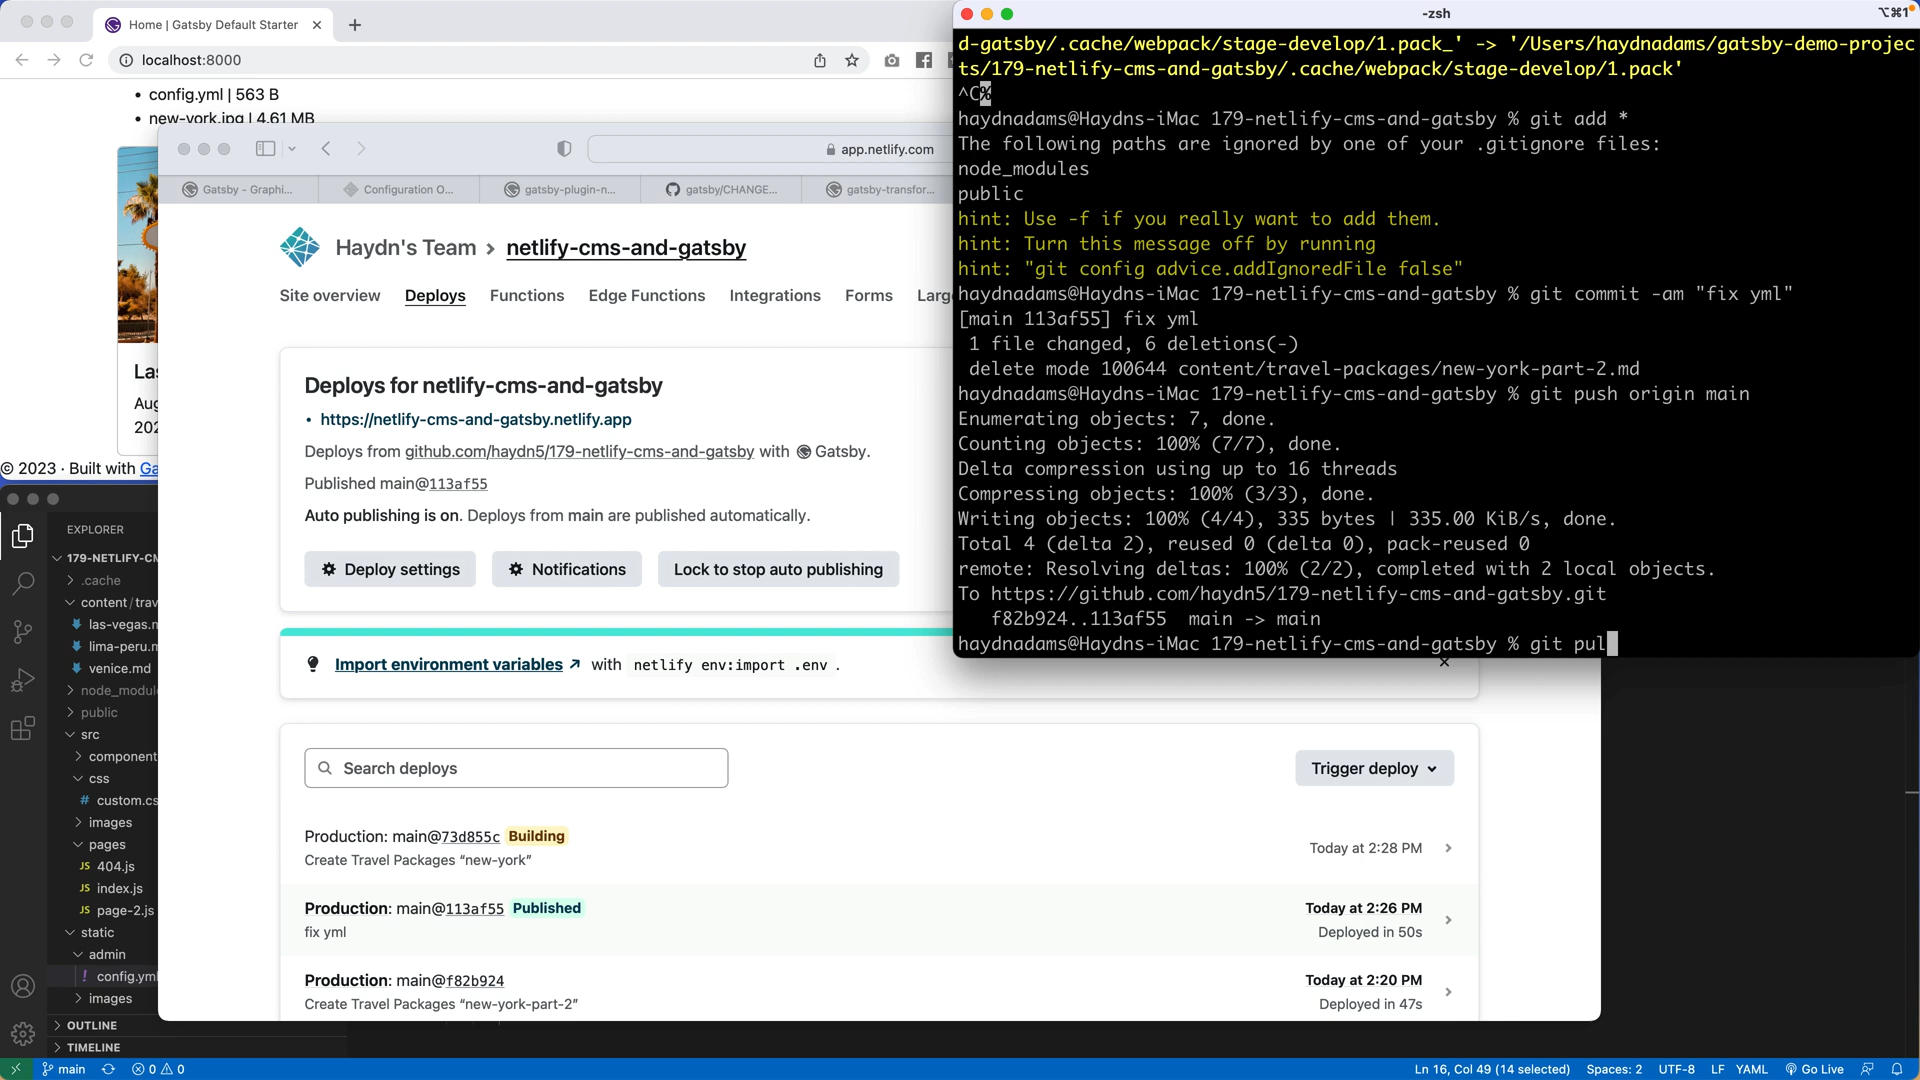 Home | Gatsby Default Starter
localhost:8000
• config.yml | 563 B
• new-york.jpg | 4.61 MB
Las
Aug
202
© 2023 · Built with Ga
app.netlify.com
Gatsby - Graphi...
Configuration O...
gatsby-plugin-n...
gatsby/CHANGE...
gatsby-transfor...
Haydn's Team > netlify-cms-and-gatsby
Site overview
Deploys
Functions
Edge Functions
Integrations
Forms
Larg
Deploys for netlify-cms-and-gatsby
• https://netlify-cms-and-gatsby.netlify.app
Deploys from github.com/haydn5/179-netlify-cms-and-gatsby with Gatsby.
Published main@113af55
Auto publishing is on. Deploys from main are published automatically.
Deploy settings
Notifications
Lock to stop auto publishing
Import environment variables ↗ with netlify env:import .env .
Search deploys
Trigger deploy
Production: main@73d855c Building
Create Travel Packages “new-york”
Today at 2:28 PM
Production: main@113af55 Published
fix yml
Today at 2:26 PM
Deployed in 50s
Production: main@f82b924
Create Travel Packages “new-york-part-2”
Today at 2:20 PM
Deployed in 47s
-zsh
⌥⌘1
d-gatsby/.cache/webpack/stage-develop/1.pack_' -> '/Users/haydnadams/gatsby-demo-projec
ts/179-netlify-cms-and-gatsby/.cache/webpack/stage-develop/1.pack'
^C%
haydnadams@Haydns-iMac 179-netlify-cms-and-gatsby % git add *
The following paths are ignored by one of your .gitignore files:
node_modules
public
hint: Use -f if you really want to add them.
hint: Turn this message off by running
hint: "git config advice.addIgnoredFile false"
haydnadams@Haydns-iMac 179-netlify-cms-and-gatsby % git commit -am "fix yml"
[main 113af55] fix yml
1 file changed, 6 deletions(-)
delete mode 100644 content/travel-packages/new-york-part-2.md
haydnadams@Haydns-iMac 179-netlify-cms-and-gatsby % git push origin main
Enumerating objects: 7, done.
Counting objects: 100% (7/7), done.
Delta compression using up to 16 threads
Compressing objects: 100% (3/3), done.
Writing objects: 100% (4/4), 335 bytes | 335.00 KiB/s, done.
Total 4 (delta 2), reused 0 (delta 0), pack-reused 0
remote: Resolving deltas: 100% (2/2), completed with 2 local objects.
To https://github.com/haydn5/179-netlify-cms-and-gatsby.git
f82b924..113af55 main -> main
haydnadams@Haydns-iMac 179-netlify-cms-and-gatsby % git pul
EXPLORER
179-NETLIFY-CM
.cache
content/trav
las-vegas.m
lima-peru.m
venice.md
node_modul
public
src
component
css
# custom.cs
images
pages
JS 404.js
JS index.js
JS page-2.js
static
admin
! config.yml
images
OUTLINE
TIMELINE
main
0
0
Ln 16, Col 49 (14 selected)
Spaces: 2
UTF-8
LF
YAML
Go Live